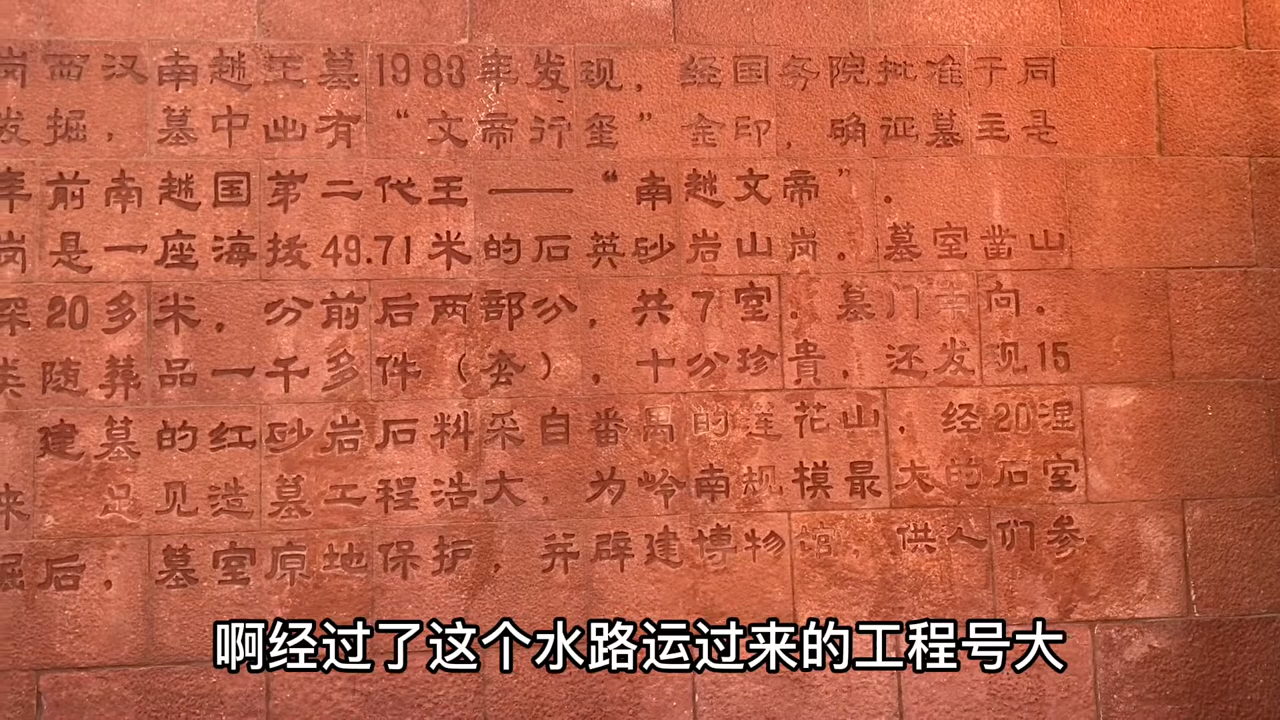 岗西汉南越王墓1983年发现，经国务院批准于同
发掘，墓中出有“文帝行玺”金印，确证墓主是
年前南越国第二代王——“南越文帝”。
岗是一座海拔49.71米的石英砂岩山岗。墓室凿山
深20多米，分前后两部分，共7室。墓门南向。
类随葬品一千多件（套），十分珍贵，还发现15
建墓的红砂岩石料采自番禺的莲花山，经20湿
来，足见造墓工程浩大，为岭南规模最大的石室
掘后，墓室原地保护，并辟建博物馆，供人们参
啊经过了这个水路运过来的工程号大